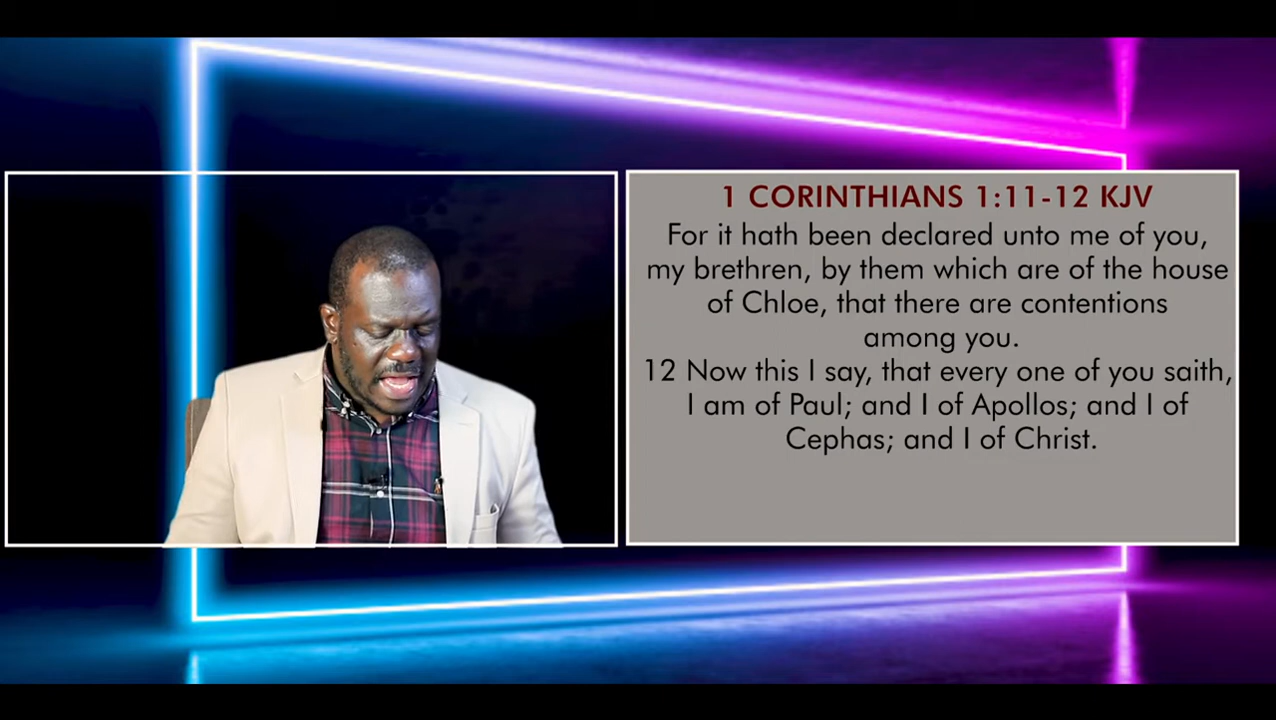 1 CORINTHIANS 1:11-12 KJV
For it hath been declared unto me of you,
my brethren, by them which are of the house
of Chloe, that there are contentions
among you.
12 Now this I say, that every one of you saith,
I am of Paul; and I of Apollos; and I of
Cephas; and I of Christ.